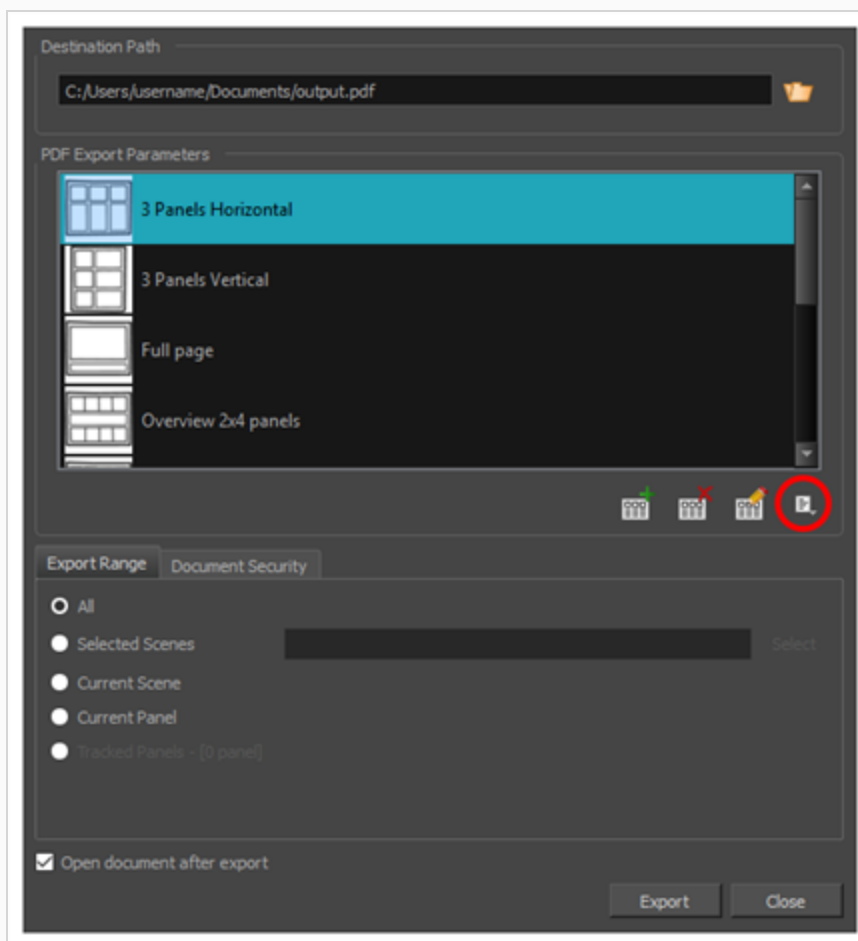 Destination Path
C:/Users/username/Documents/output.pdf
PDF Export Parameters
3 Panels Horizontal
3 Panels Vertical
Full page
Overview 2x4 panels
Export Range Document Security
All
Selected Scenes Select
Current Scene
Current Panel
Tracked Panels - [0 panel]
Open document after export
Export Close